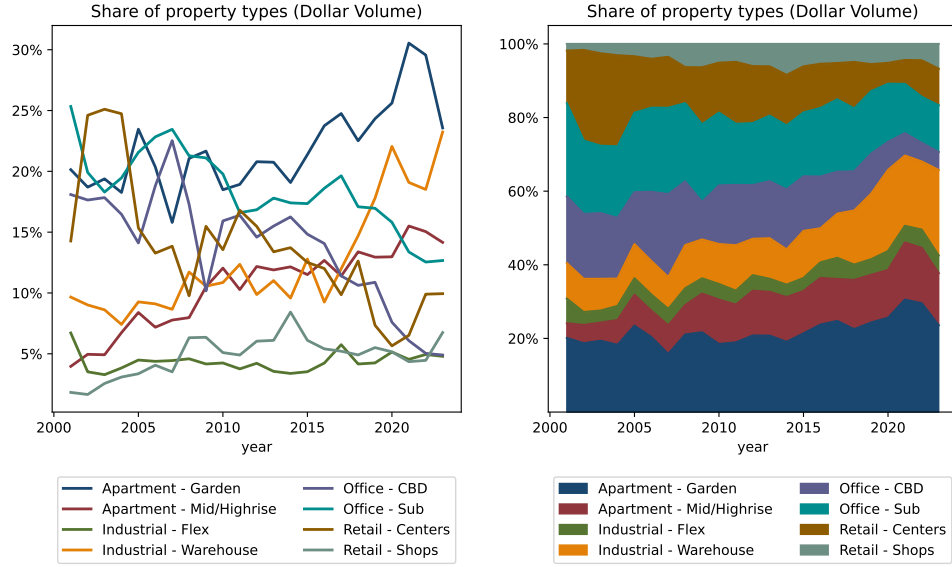 Share of property types (Dollar Volume)
30%
25%
20%
15%
10%
5%
2000 2005 2010 2015 2020
year
Apartment - Garden
Apartment - Mid/Highrise
Industrial - Flex
Industrial - Warehouse
Office - CBD
Office - Sub
Retail - Centers
Retail - Shops
Share of property types (Dollar Volume)
100%
80%
60%
40%
20%
2000 2005 2010 2015 2020
year
Apartment - Garden
Apartment - Mid/Highrise
Industrial - Flex
Industrial - Warehouse
Office - CBD
Office - Sub
Retail - Centers
Retail - Shops